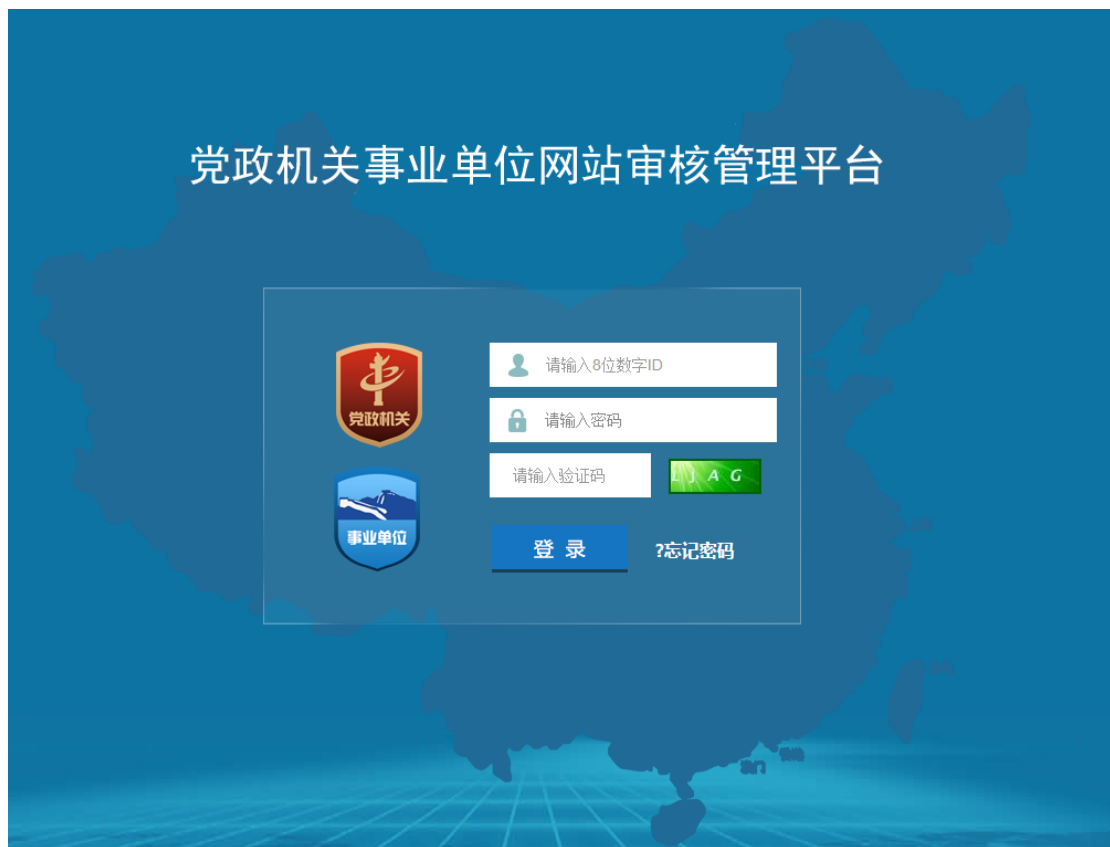 党政机关事业单位网站审核管理平台
党政机关
请输入8位数字ID
请输入密码
请输入验证码
L J A G
事业单位
登 录
?忘记密码